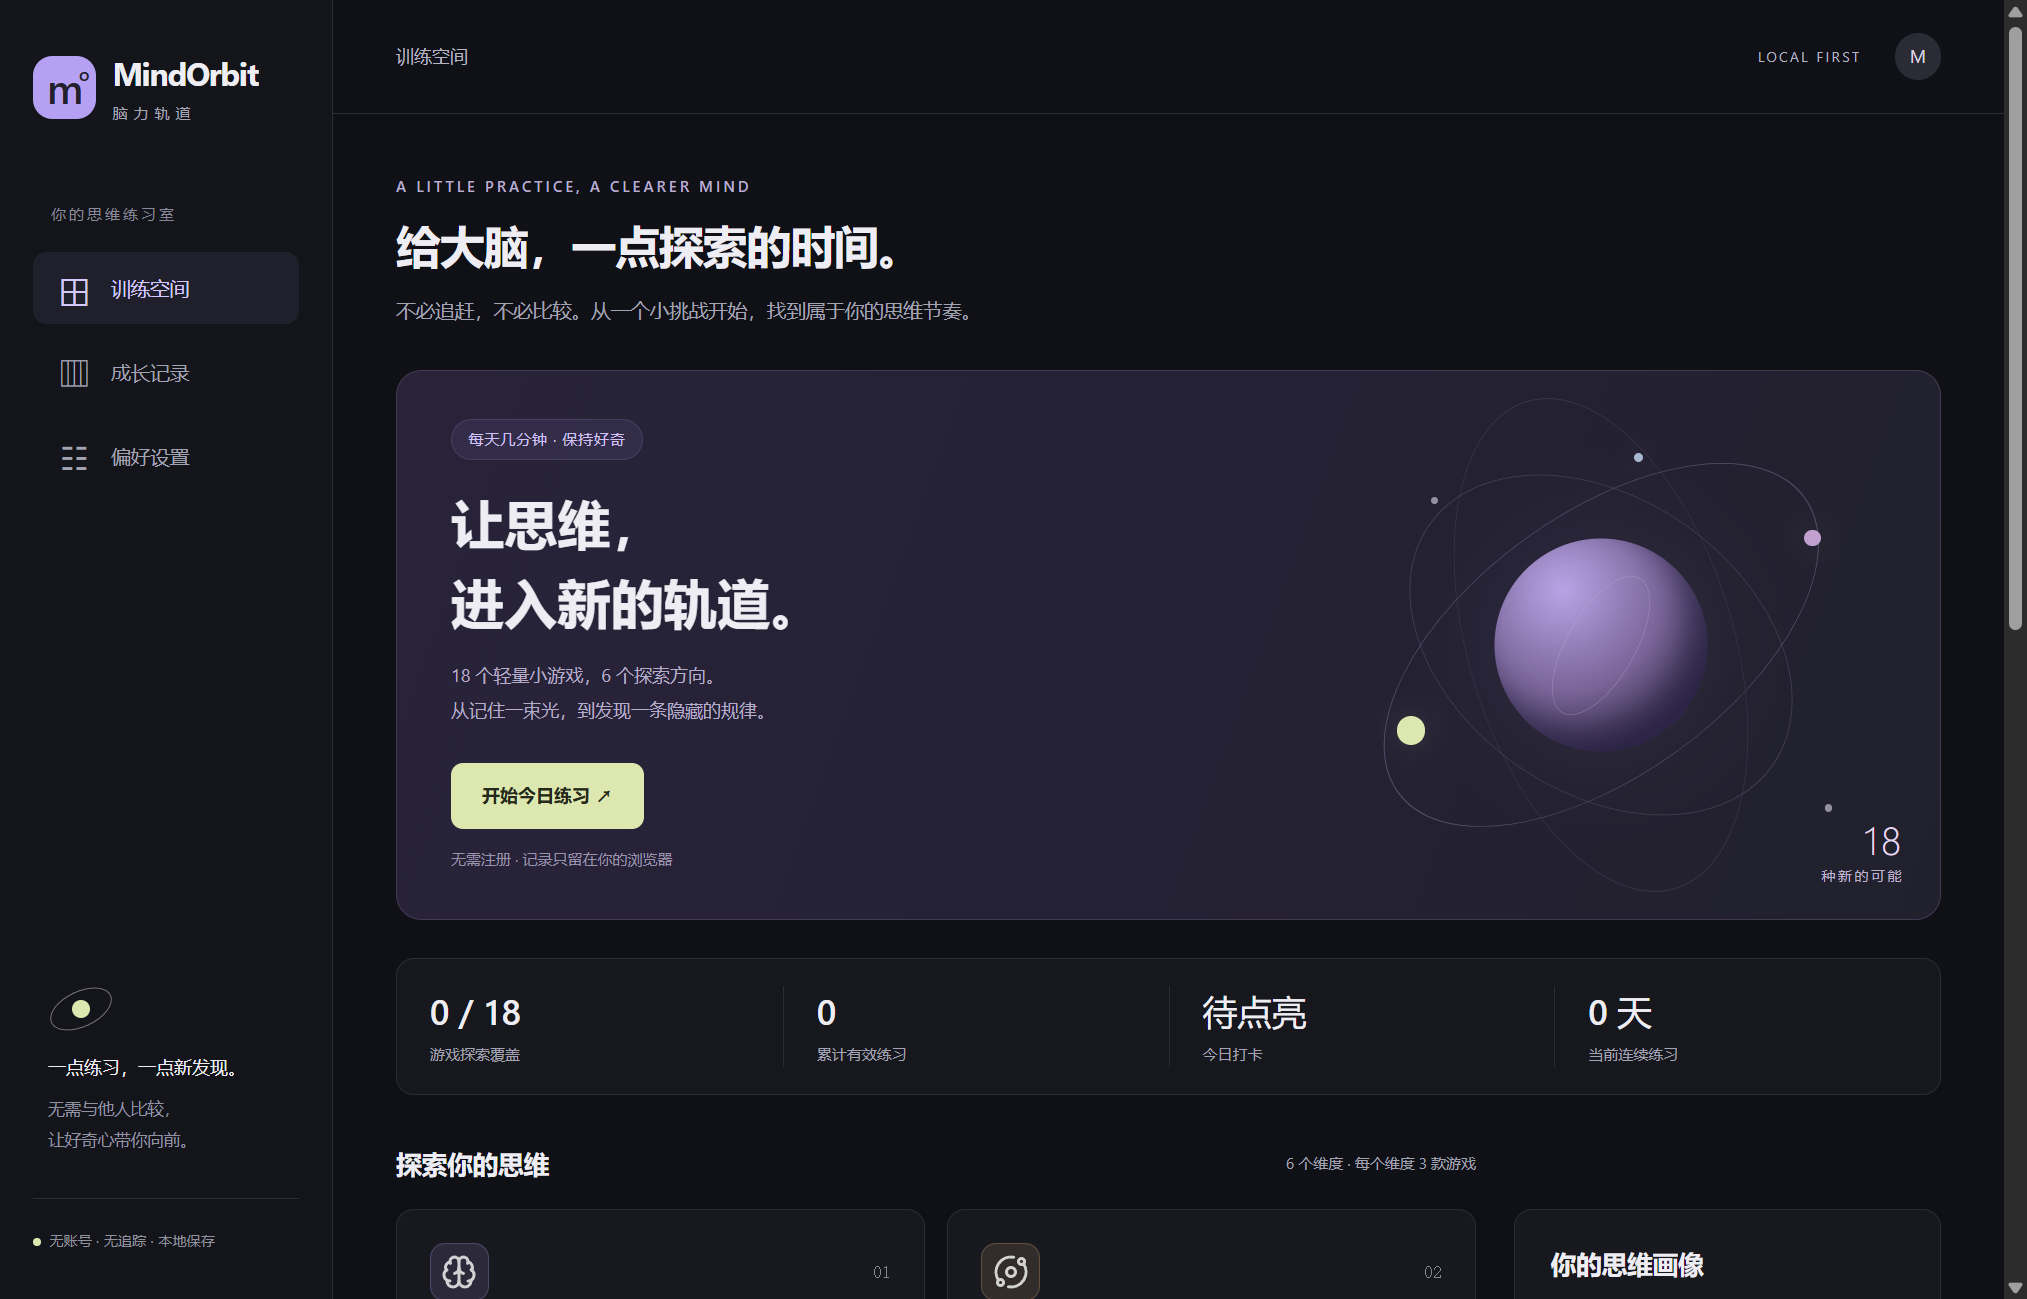 m°
MindOrbit
脑力轨道
你的思维练习室
训练空间
成长记录
偏好设置
一点练习，一点新发现。
无需与他人比较，
让好奇心带你向前。
无账号 · 无追踪 · 本地保存
训练空间
LOCAL FIRST
M
A LITTLE PRACTICE, A CLEARER MIND
给大脑，一点探索的时间。
不必追赶，不必比较。从一个小挑战开始，找到属于你的思维节奏。
每天几分钟 · 保持好奇
让思维，
进入新的轨道。
18 个轻量小游戏，6 个探索方向。
从记住一束光，到发现一条隐藏的规律。
开始今日练习 ↗
无需注册 · 记录只留在你的浏览器
18
种新的可能
0 / 18
游戏探索覆盖
0
累计有效练习
待点亮
今日打卡
0 天
当前连续练习
探索你的思维
6 个维度 · 每个维度 3 款游戏
01
02
你的思维画像